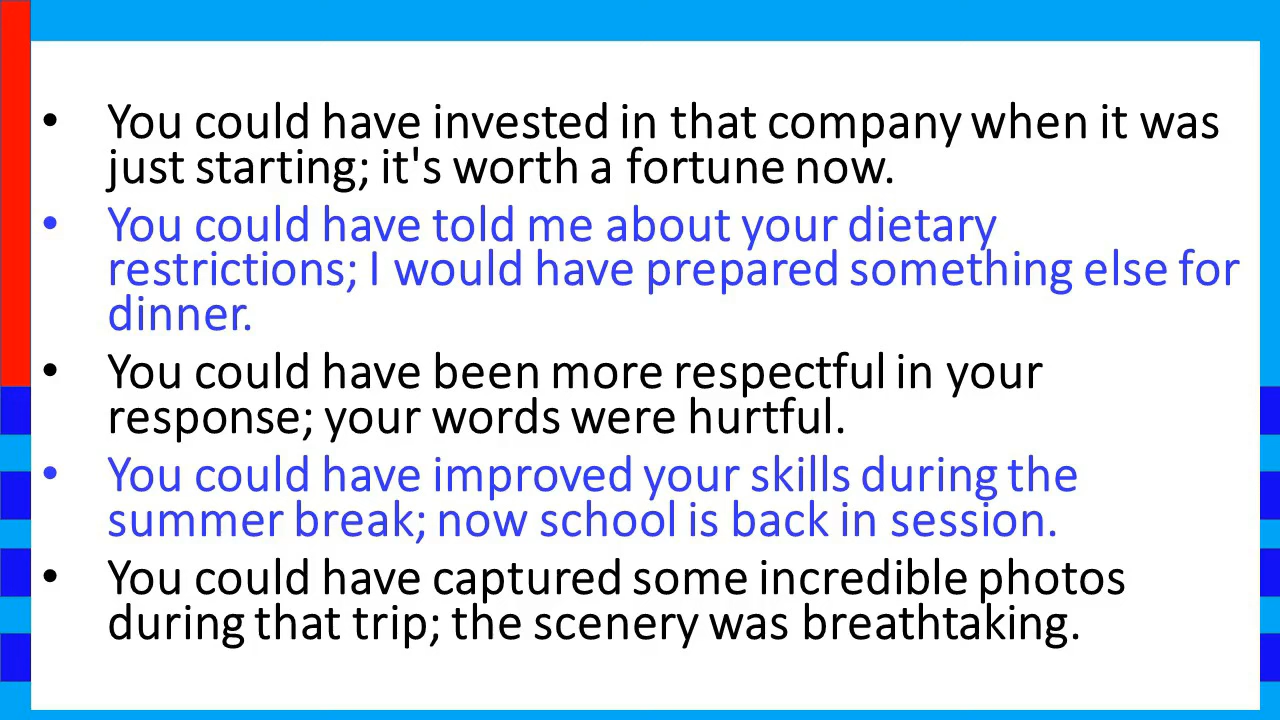 • You could have invested in that company when it was
just starting; it's worth a fortune now.
• You could have told me about your dietary
restrictions; I would have prepared something else for
dinner.
• You could have been more respectful in your
response; your words were hurtful.
• You could have improved your skills during the
summer break; now school is back in session.
• You could have captured some incredible photos
during that trip; the scenery was breathtaking.